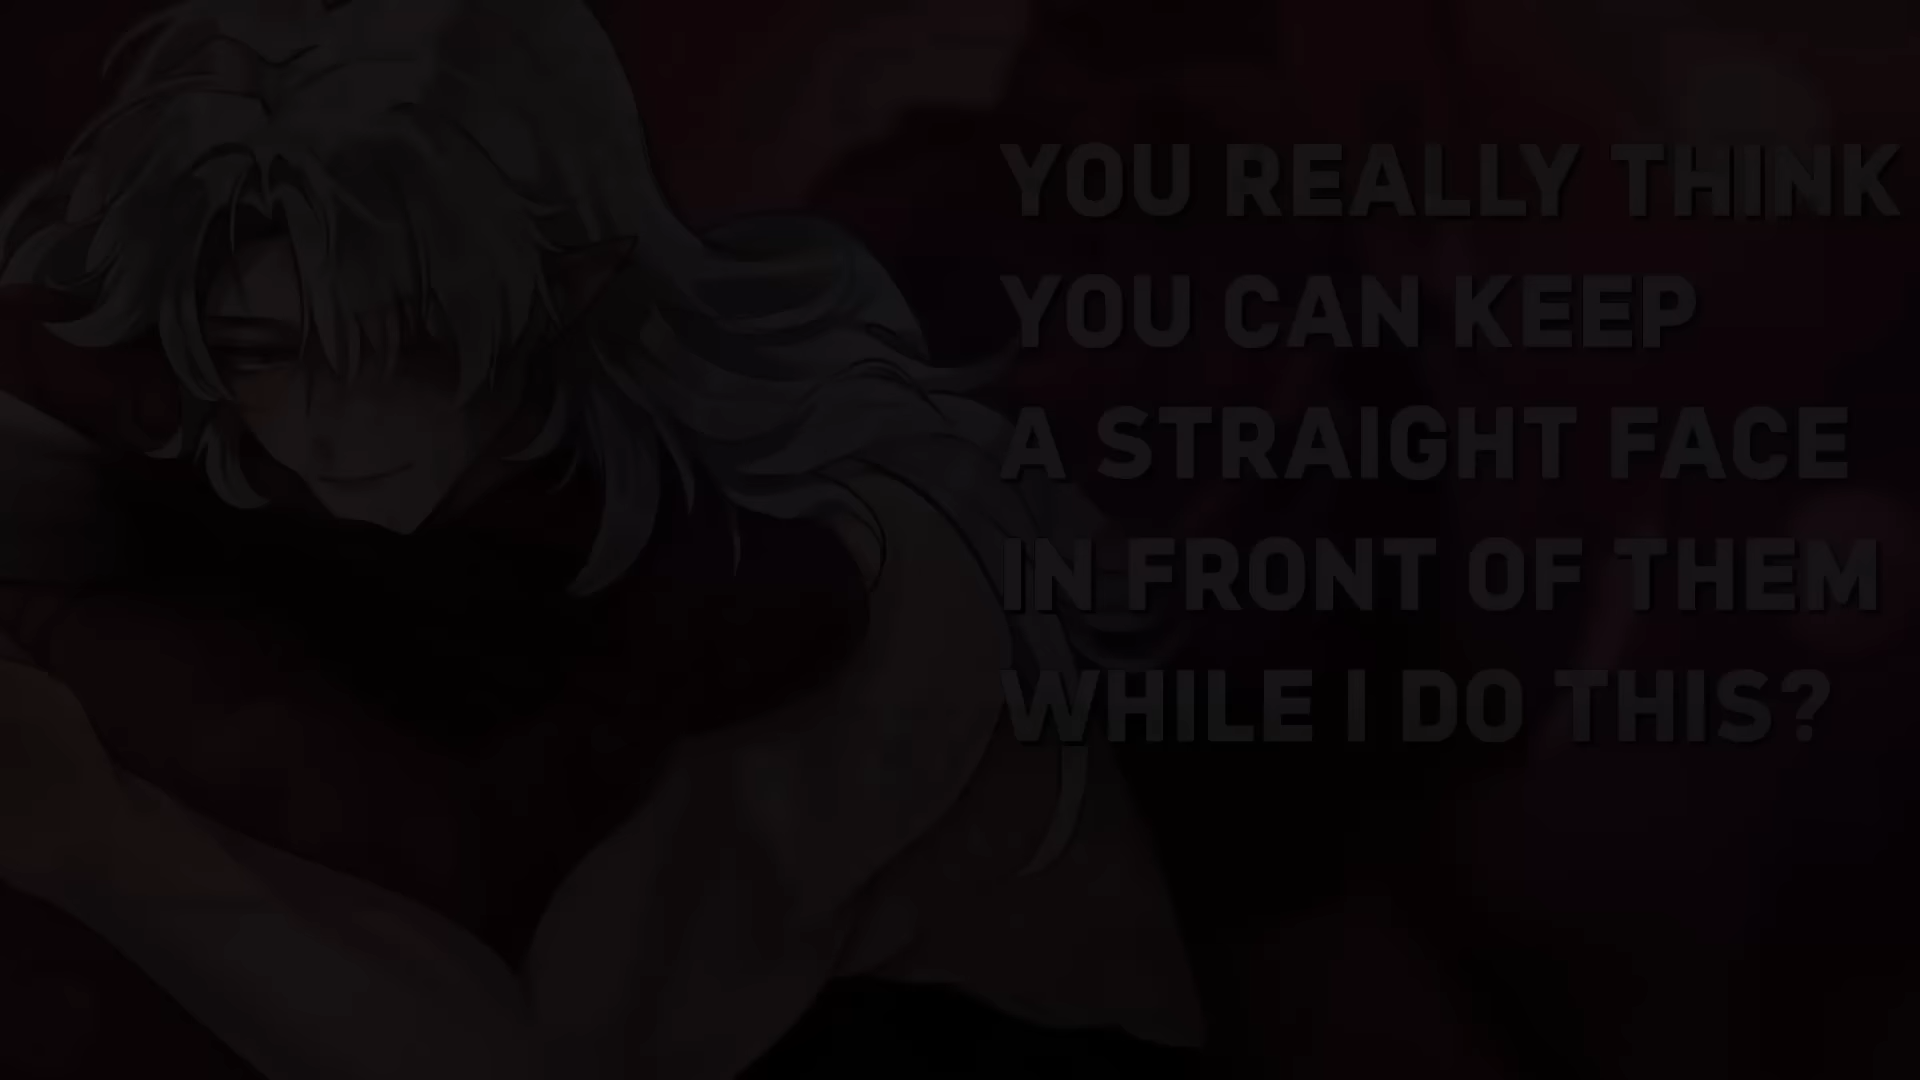 YOU REALLY THINK
YOU CAN KEEP
A STRAIGHT FACE
IN FRONT OF THEM
WHILE I DO THIS?